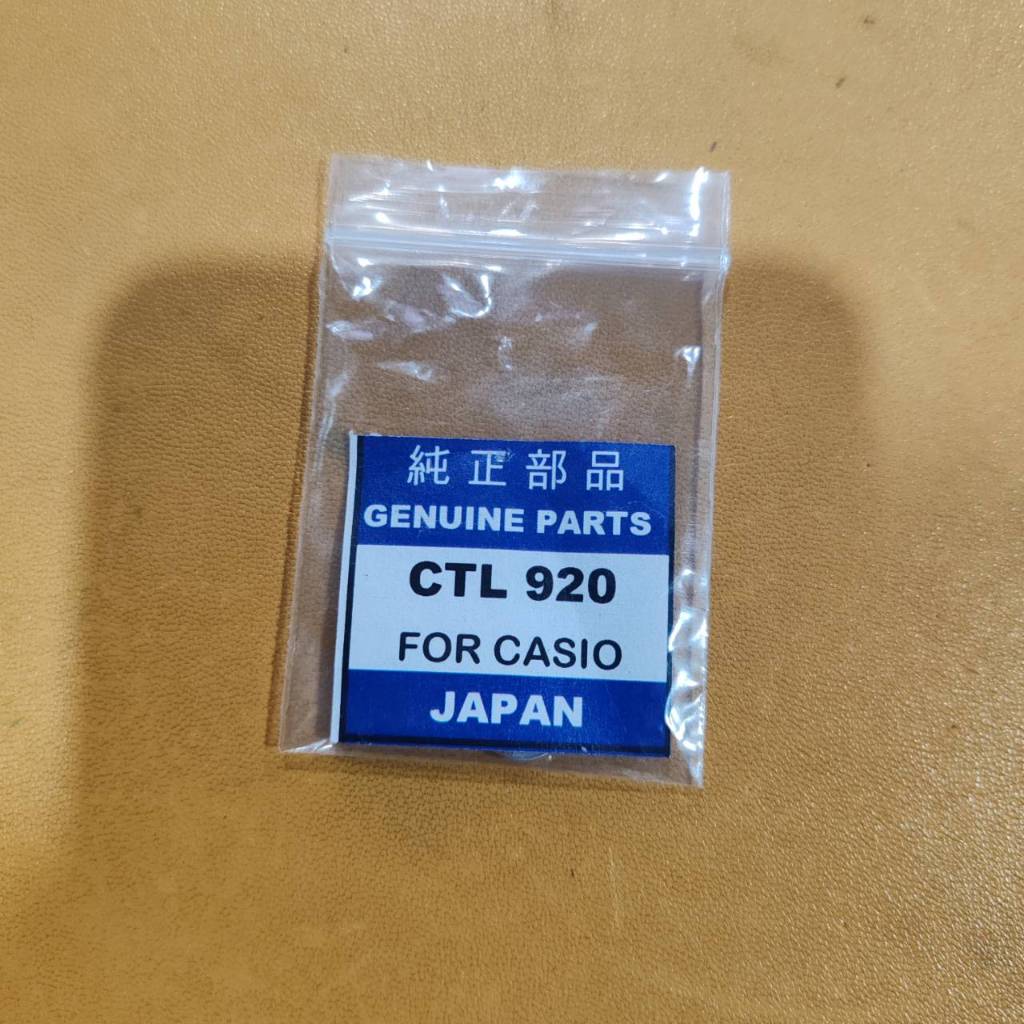 純正部品
GENUINE PARTS
CTL 920
FOR CASIO
JAPAN